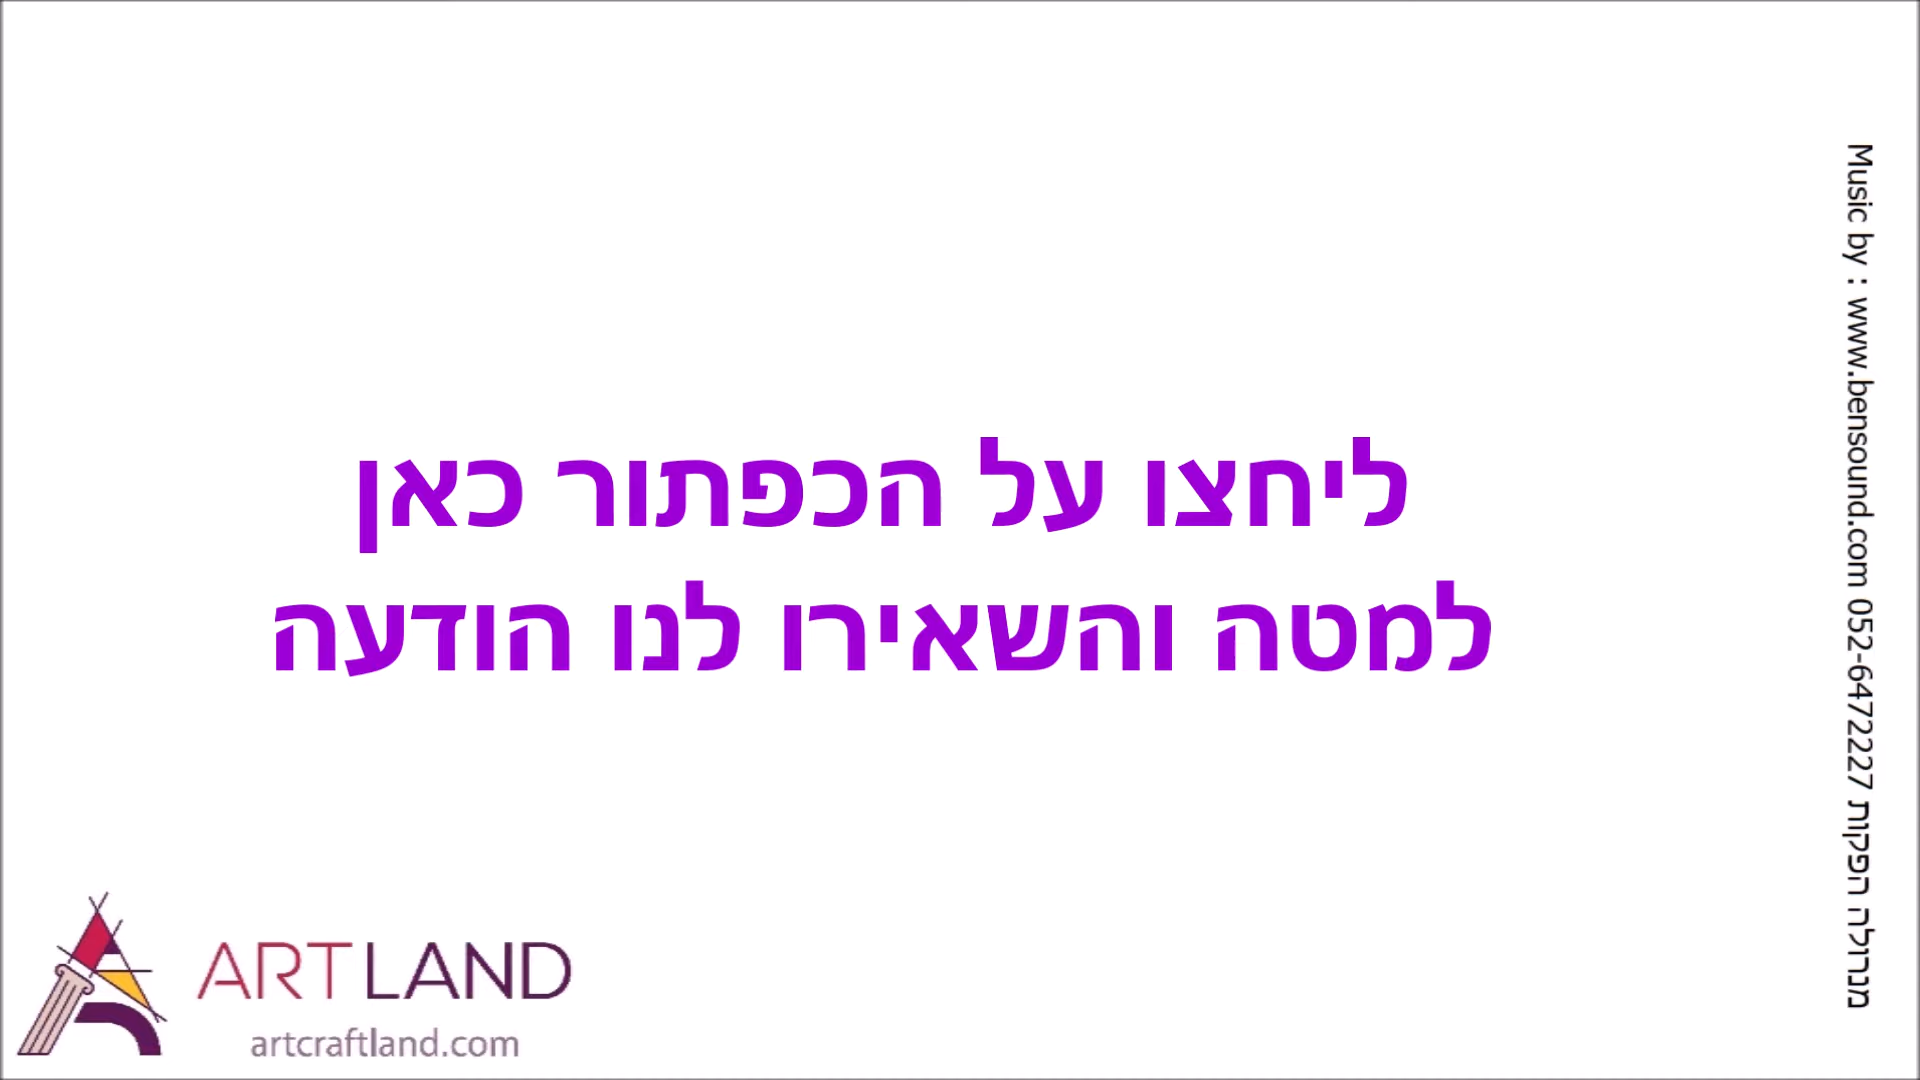 ליחצו על הכפתור כאן
למטה והשאירו לנו הודעה
ARTLAND
artcraftland.com
Music by : www.bensound.com 052-6472227 מנרולה הפקות